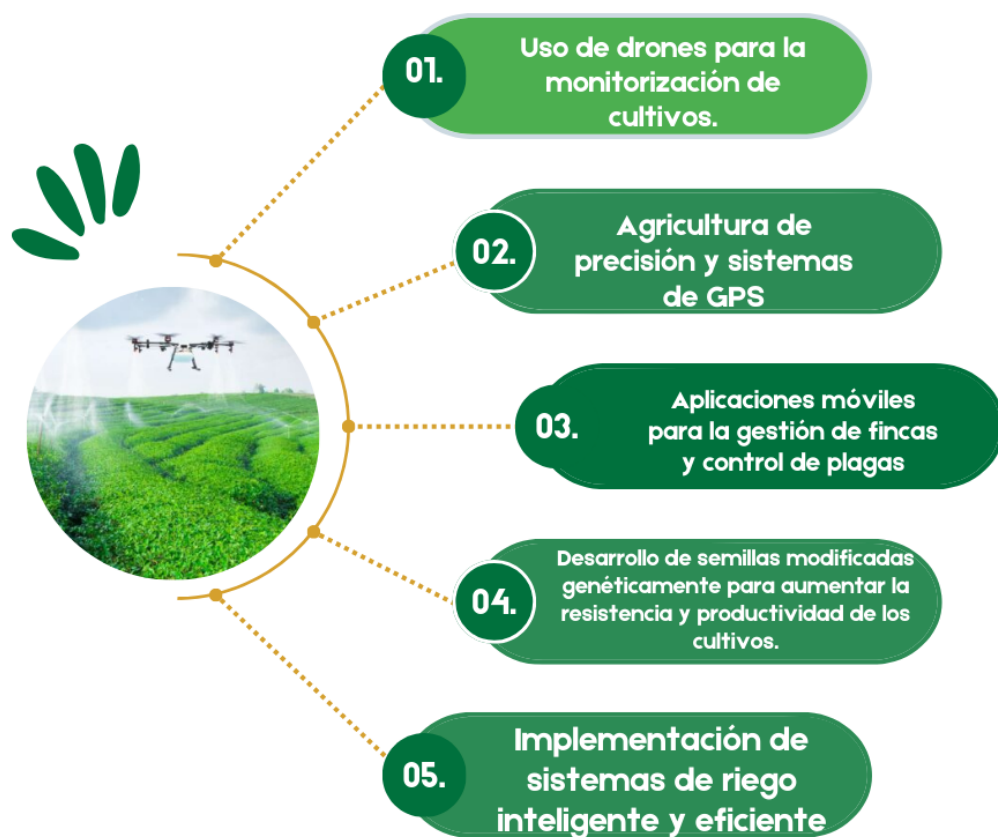 01.
Uso de drones para la
monitorización de
cultivos.
02.
Agricultura de
precisión y sistemas
de GPS
03.
Aplicaciones móviles
para la gestión de fincas
y control de plagas
04.
Desarrollo de semillas modificadas
genéticamente para aumentar la
resistencia y productividad de los
cultivos.
05.
Implementación de
sistemas de riego
inteligente y eficiente